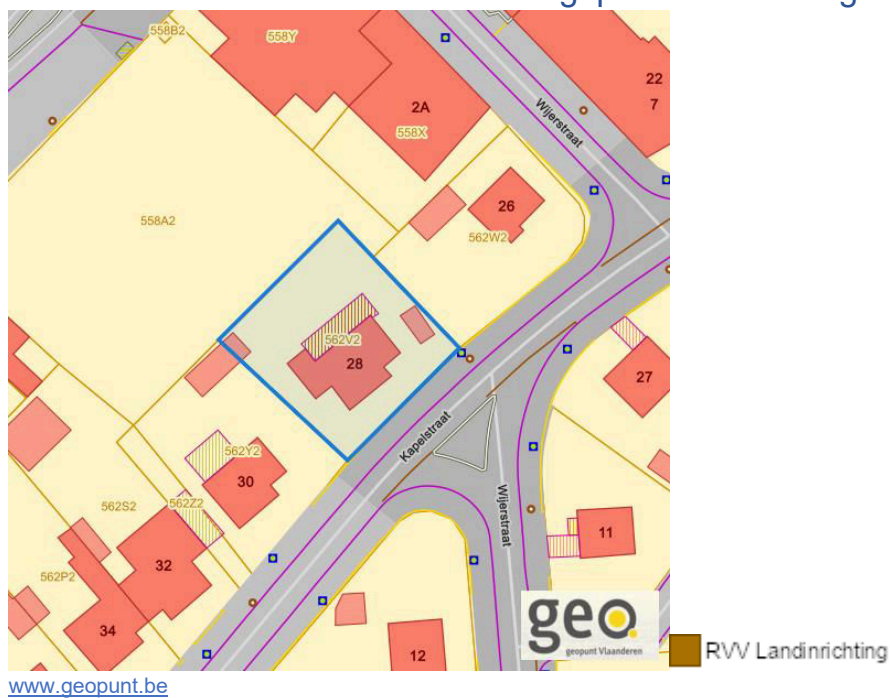 558B2
558Y
22
7
2A
558X
Wijerstraat
26
558A2
562W2
562V2
28
27
Kapelstraat
562Y2
30
562S2
562Z2
Wijerstraat
11
32
562P2
34
12
geo.
geopunt Vlaanderen
RVV Landinrichting
www.geopunt.be